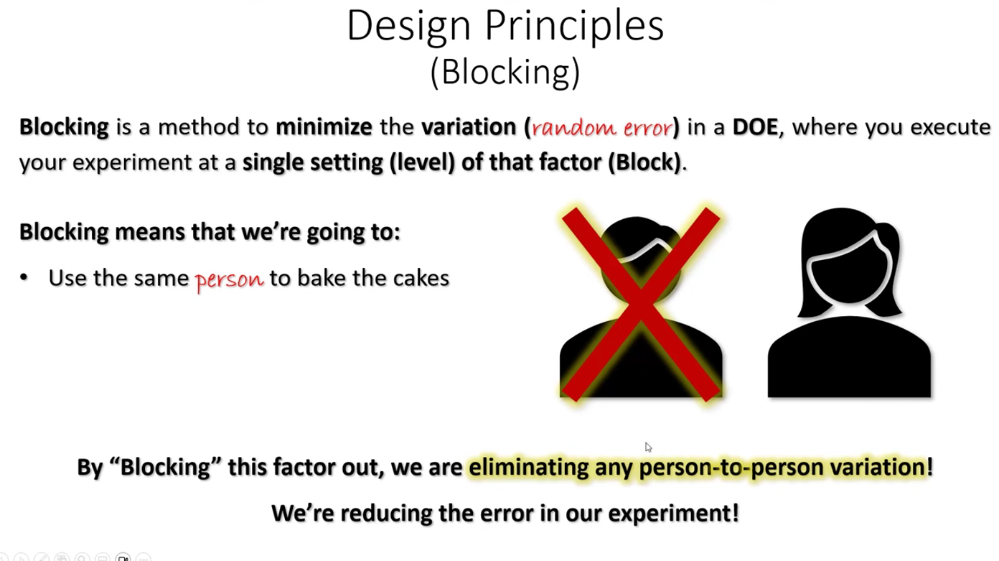 Design Principles
(Blocking)
Blocking is a method to minimize the variation (random error) in a DOE, where you execute
your experiment at a single setting (level) of that factor (Block).
Blocking means that we’re going to:
• Use the same person to bake the cakes
By “Blocking” this factor out, we are eliminating any person-to-person variation!
We’re reducing the error in our experiment!